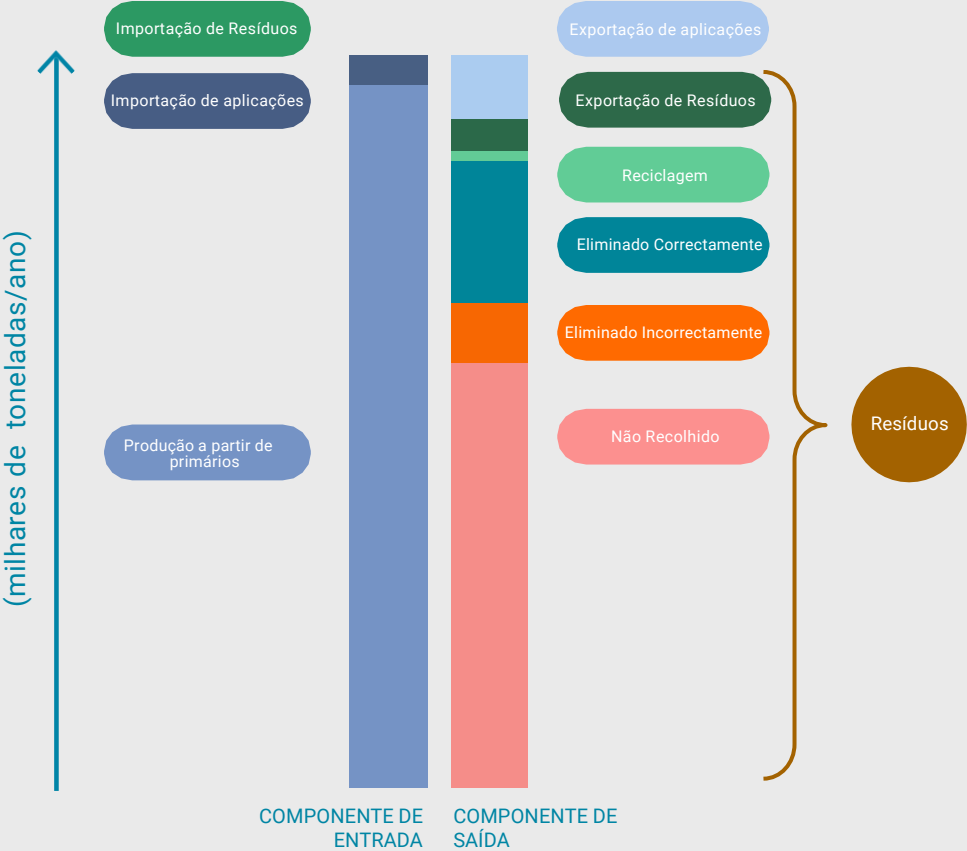 Importação de Resíduos
Exportação de aplicações
Importação de aplicações
Exportação de Resíduos
Reciclagem
Eliminado Correctamente
Eliminado Incorrectamente
Não Recolhido
Produção a partir de
primários
Resíduos
(milhares de toneladas/ano)
COMPONENTE DE
ENTRADA
COMPONENTE DE
SAÍDA